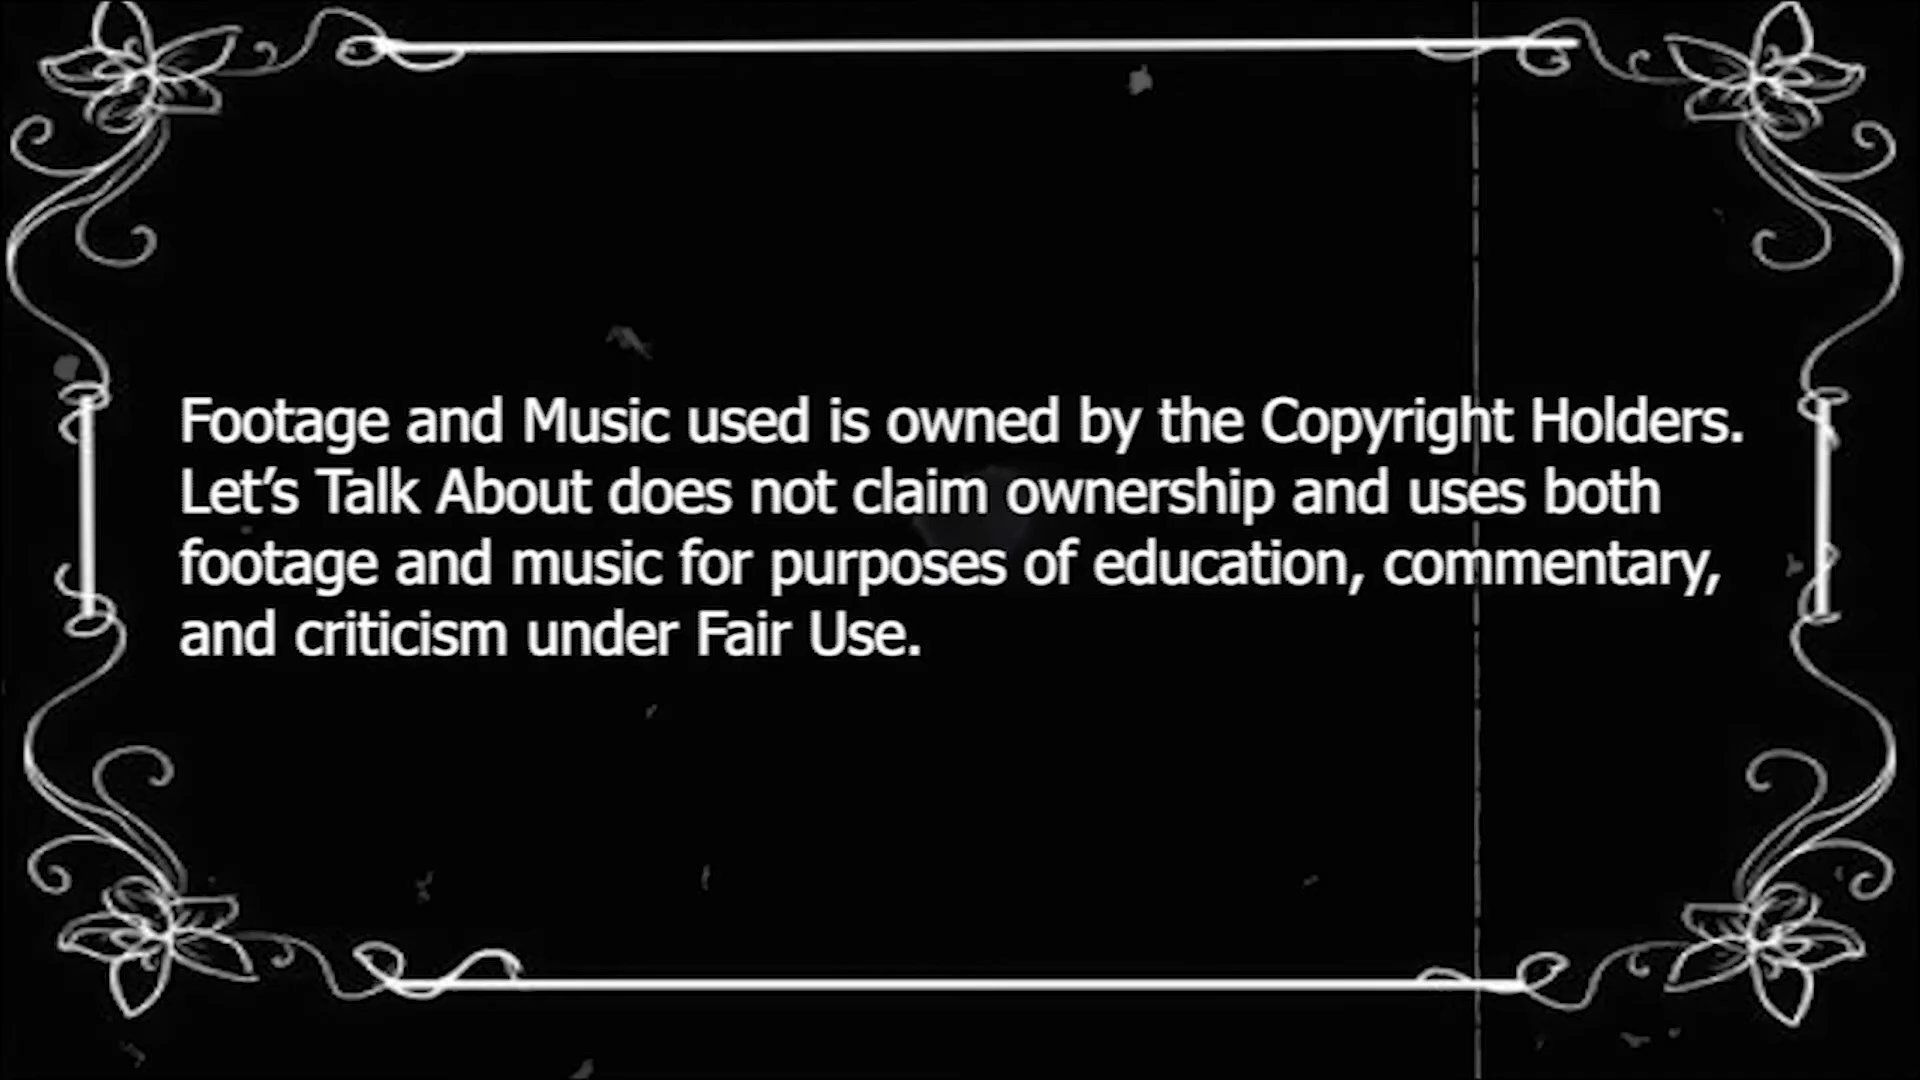 Footage and Music used is owned by the Copyright Holders.
Let’s Talk About does not claim ownership and uses both
footage and music for purposes of education, commentary,
and criticism under Fair Use.